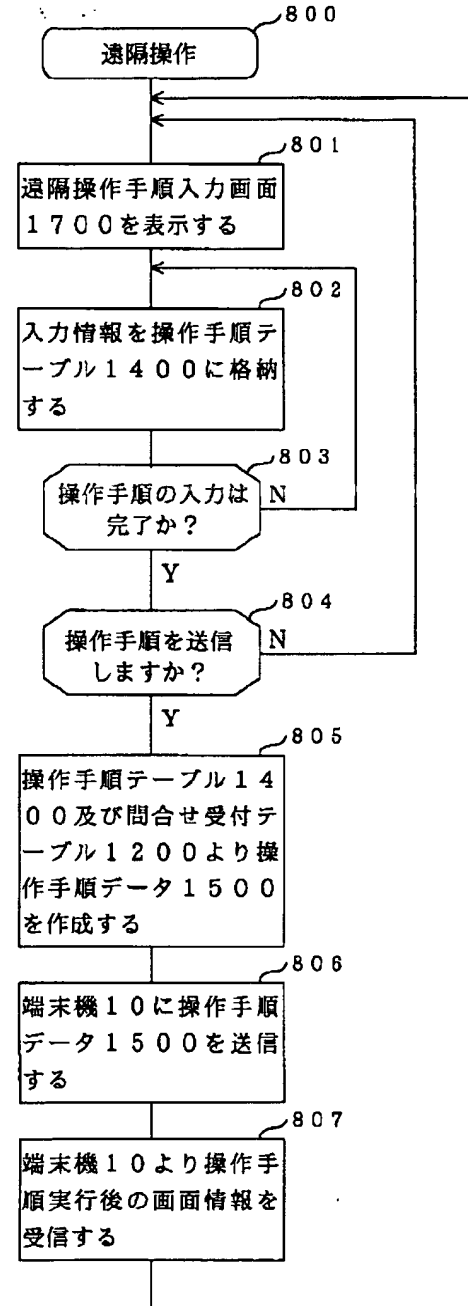 800
遠隔操作
801
遠隔操作手順入力画面
1700を表示する
802
入力情報を操作手順テ
ーブル1400に格納
する
803
操作手順の入力は
完了か？
N
Y
804
操作手順を送信
しますか？
N
Y
805
操作手順テーブル14
00及び問合せ受付テ
ーブル1200より操
作手順データ1500
を作成する
806
端末機10に操作手順
データ1500を送信
する
807
端末機10より操作手
順実行後の画面情報を
受信する